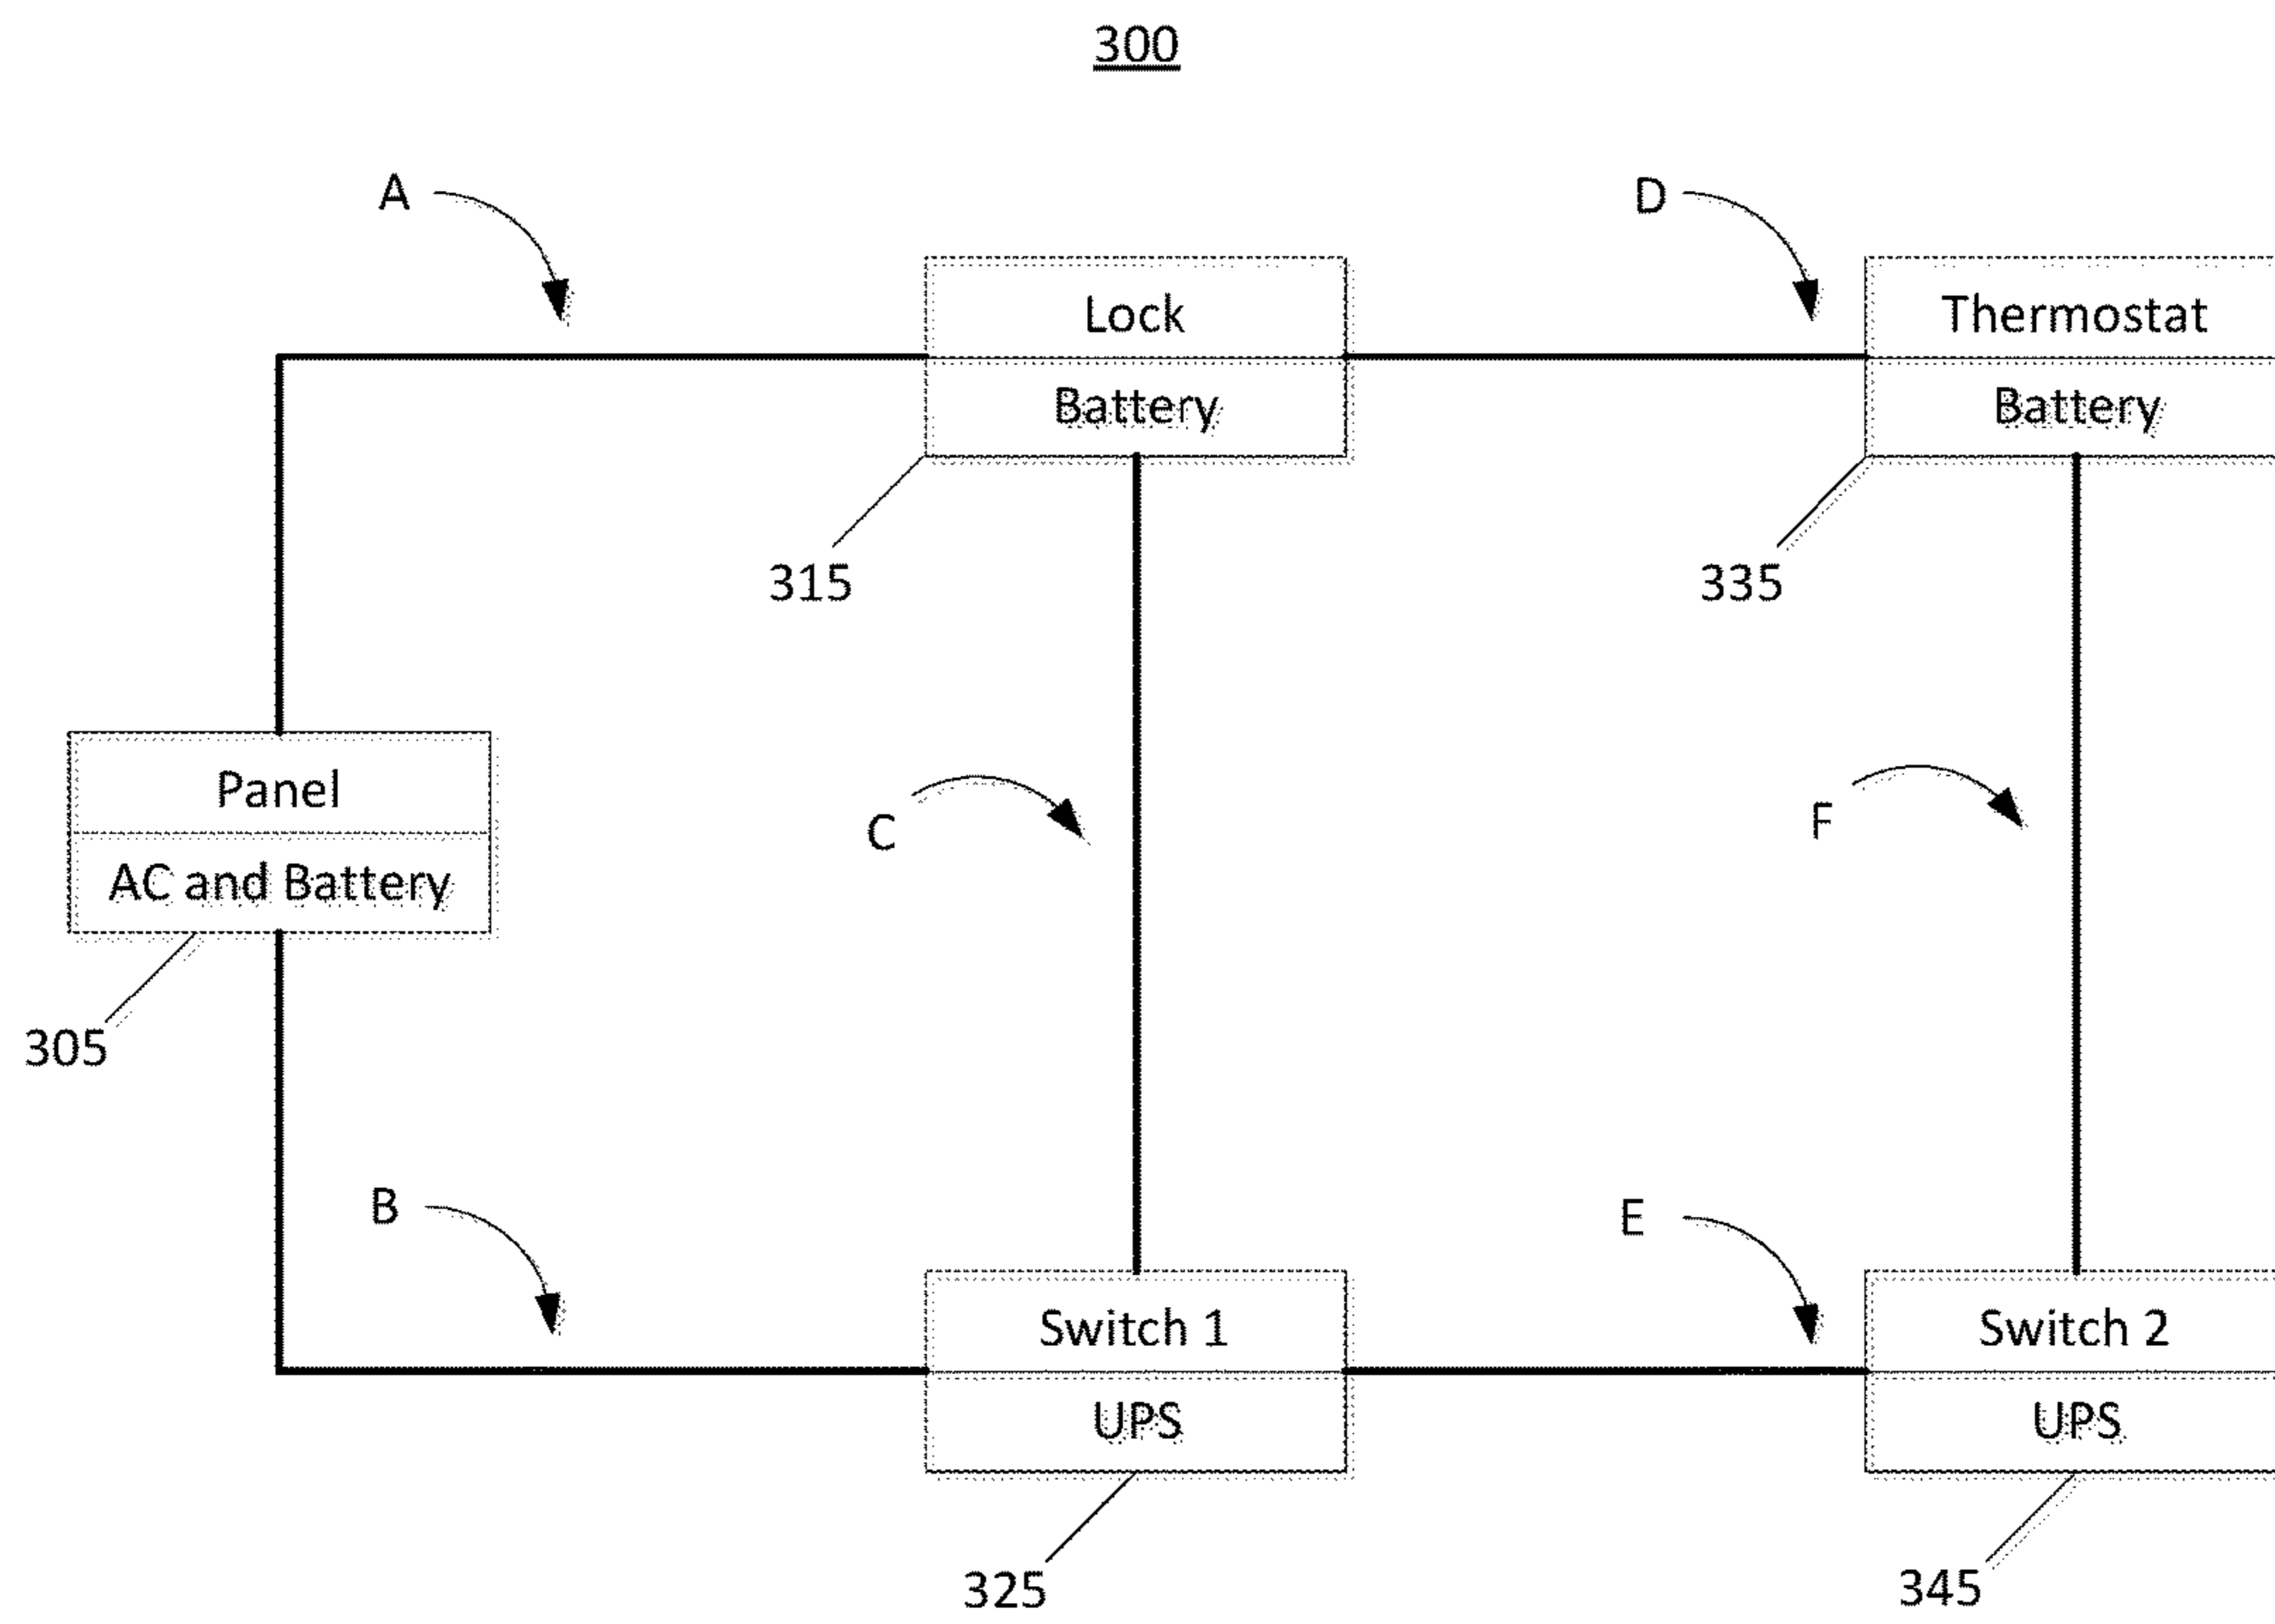 300
A
D
Lock
Battery
Thermostat
Battery
315
335
Panel
AC and Battery
C
F
305
B
E
Switch 1
UPS
Switch 2
UPS
325
345